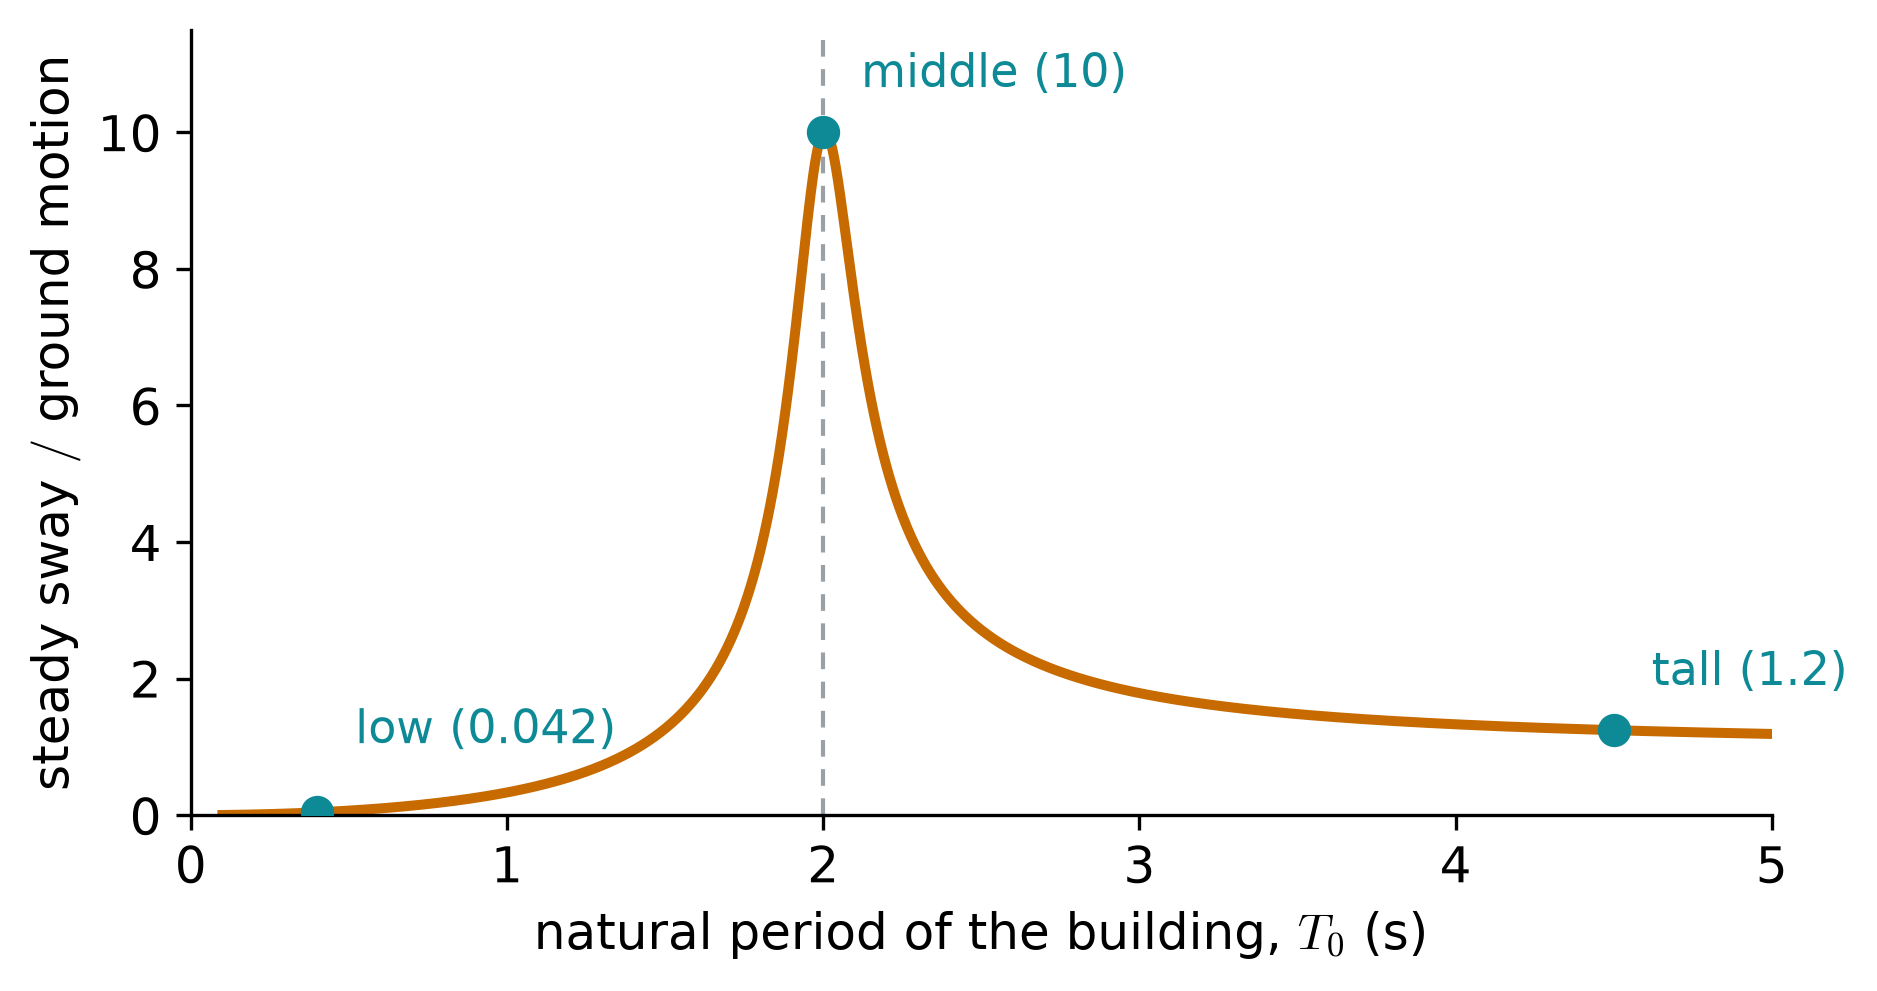 middle (10)
tall (1.2)
low (0.042)
steady sway / ground motion
10
8
6
4
2
0
0 1 2 3 4 5
natural period of the building, T₀ (s)